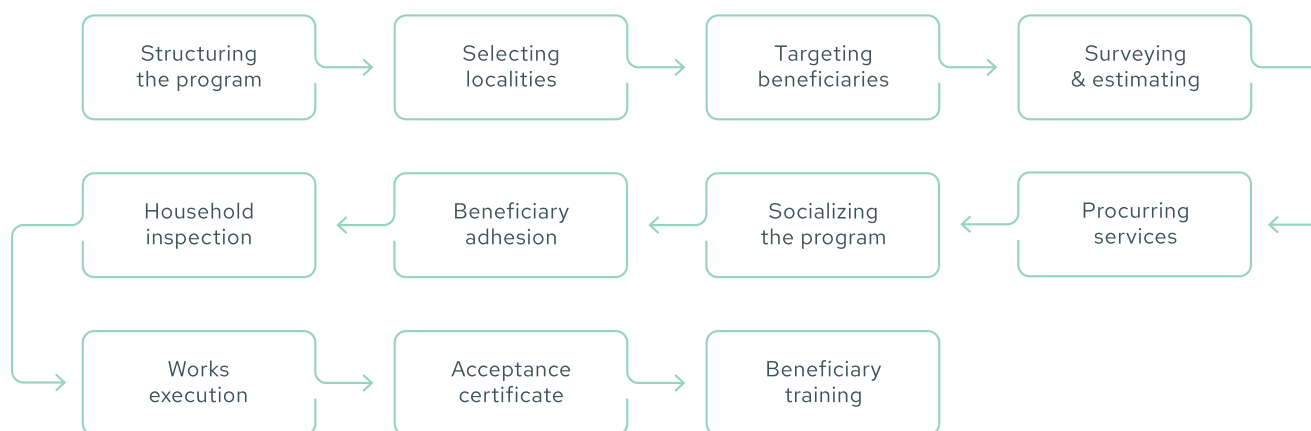 Structuring
the program
Selecting
localities
Targeting
beneficiaries
Surveying
& estimating
Household
inspection
Beneficiary
adhesion
Socializing
the program
Procurring
services
Works
execution
Acceptance
certificate
Beneficiary
training